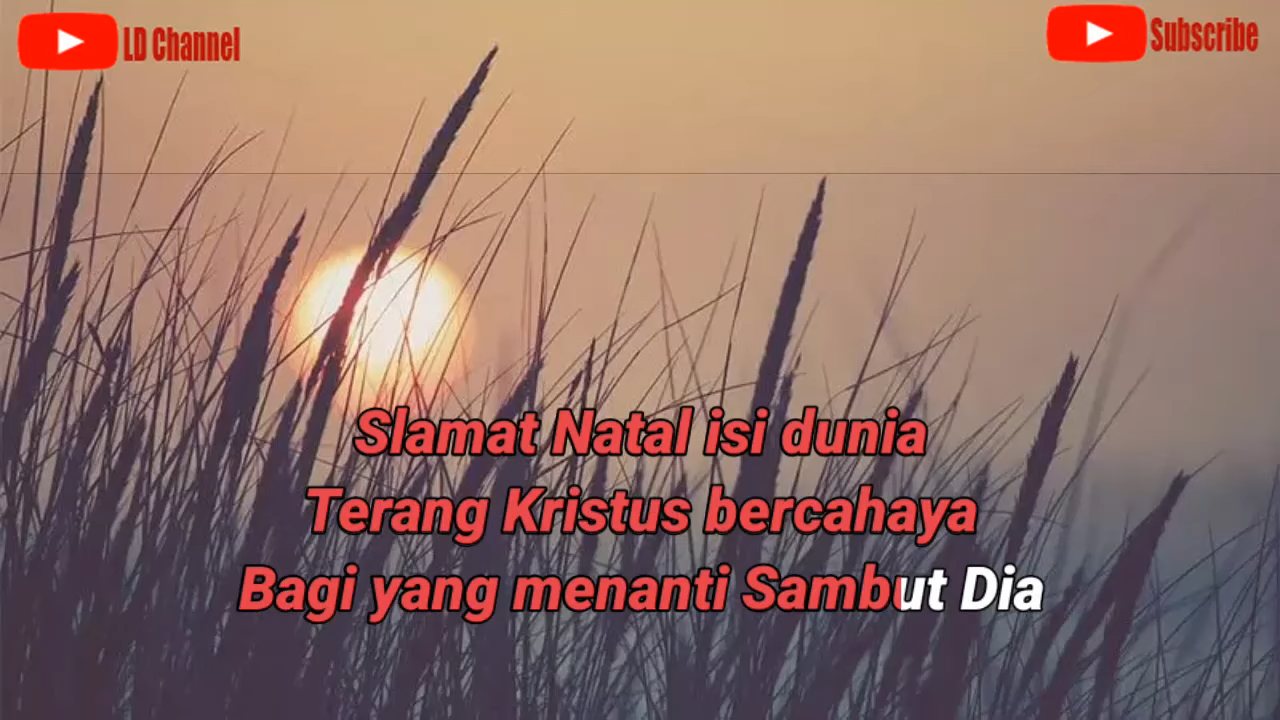 LD Channel
Subscribe
Slamat Natal isi dunia
Terang Kristus bercahaya
Bagi yang menanti Sambut Dia